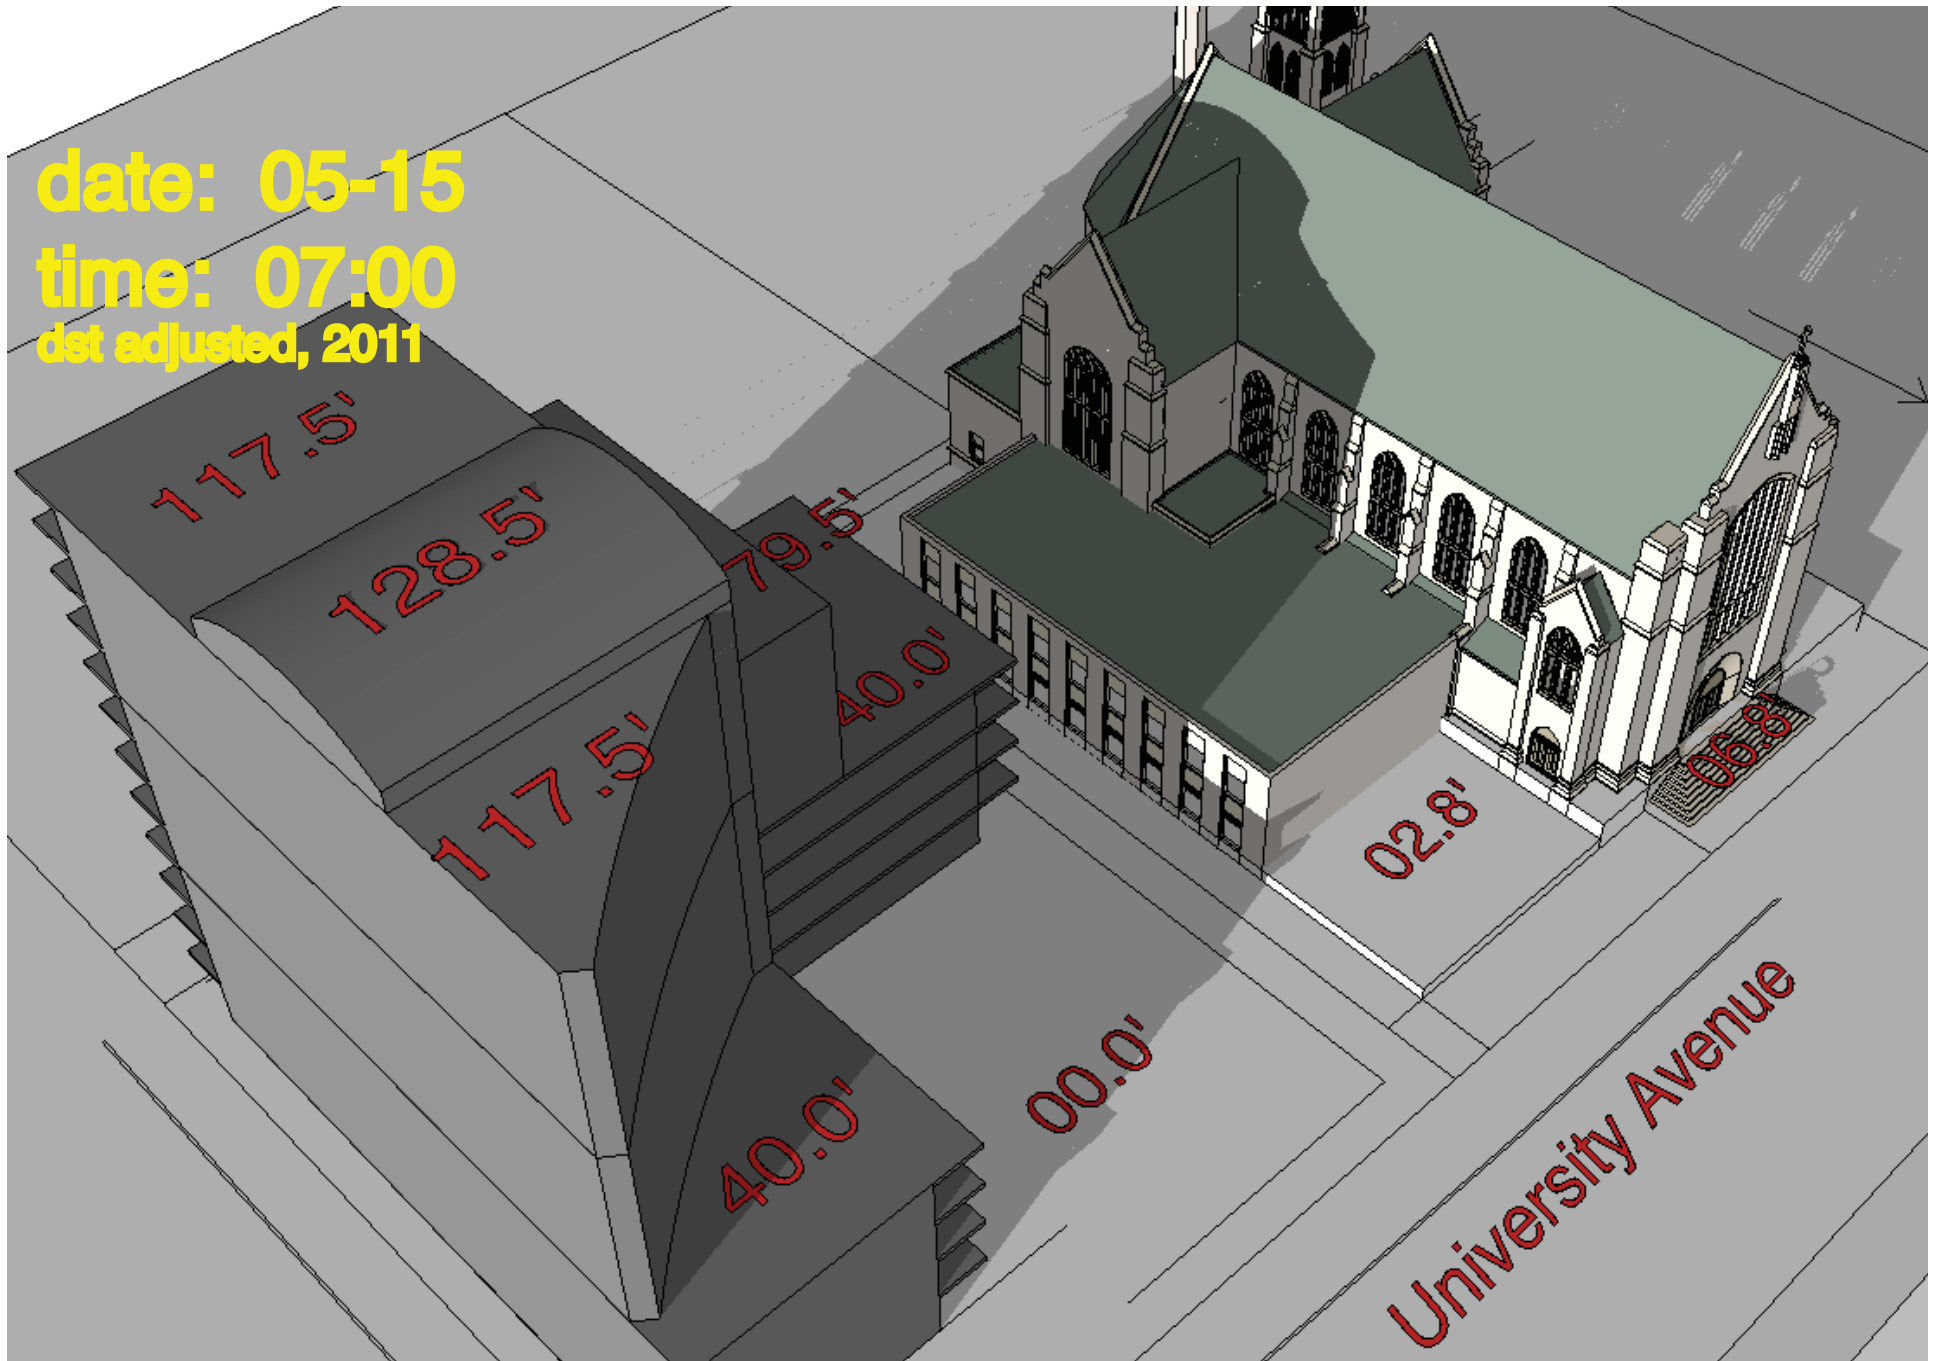 date: 05-15
time: 07:00
dst adjusted, 2011
117.5'
128.5'
79.5'
40.0'
117.5'
06.8'
02.8'
00.0'
40.0'
University Avenue